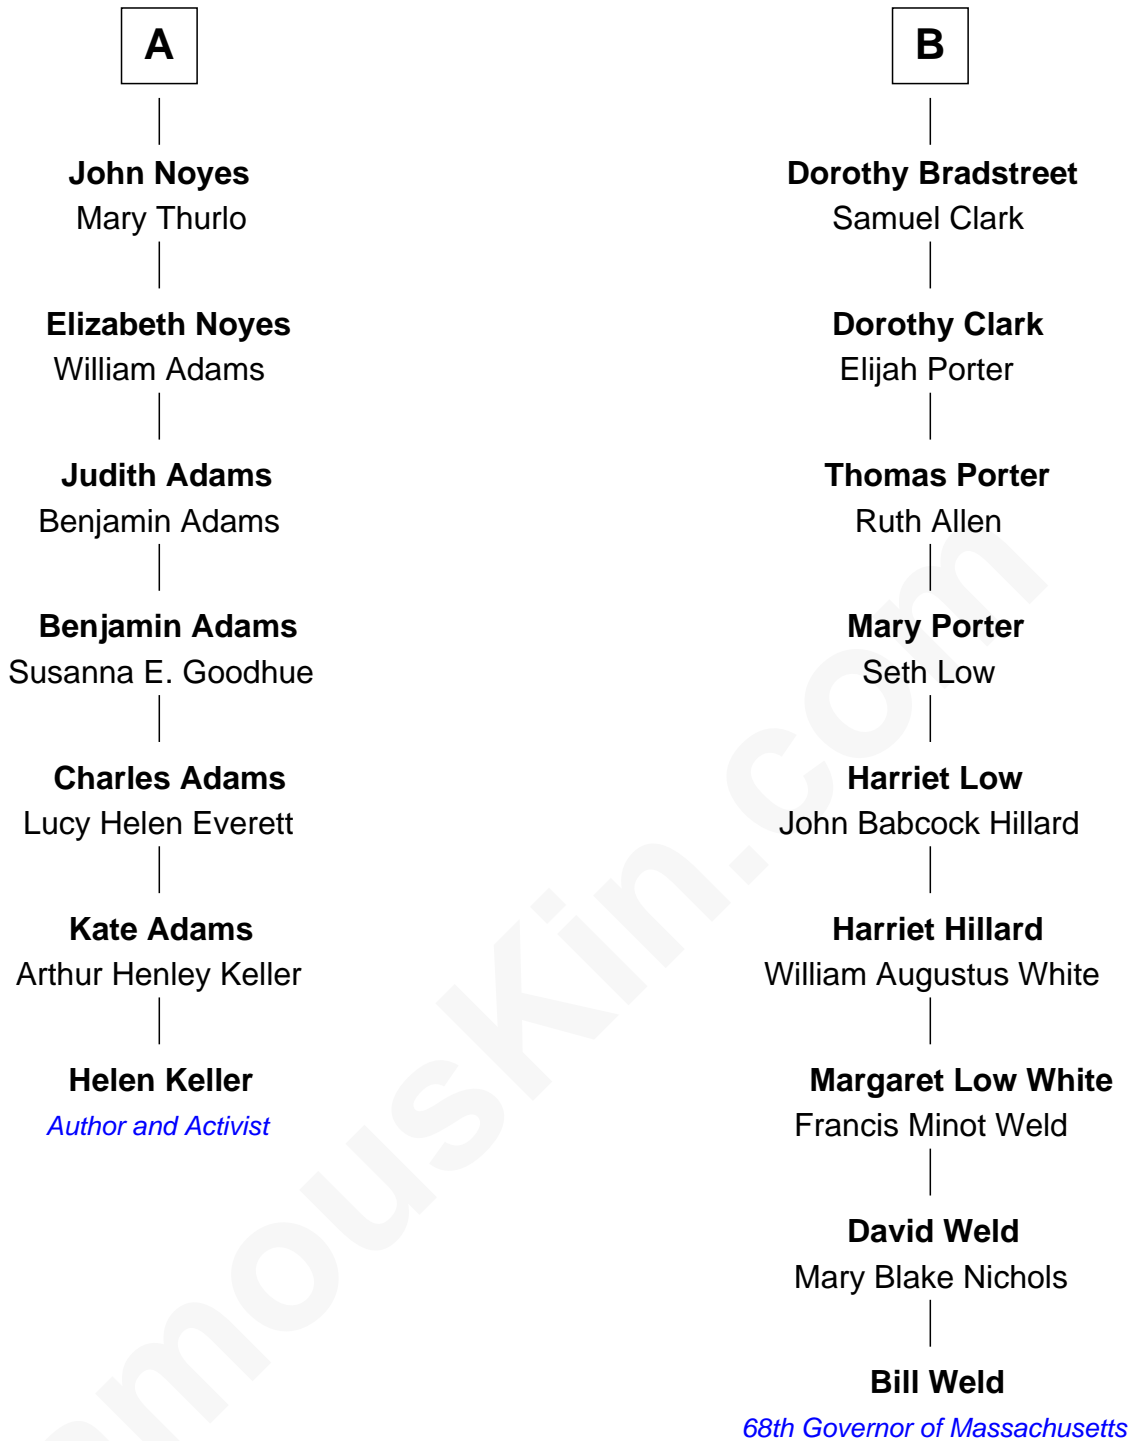 A
John Noyes
Mary Thurlo
Elizabeth Noyes
William Adams
Judith Adams
Benjamin Adams
Benjamin Adams
Susanna E. Goodhue
Charles Adams
Lucy Helen Everett
Kate Adams
Arthur Henley Keller
Helen Keller
Author and Activist
B
Dorothy Bradstreet
Samuel Clark
Dorothy Clark
Elijah Porter
Thomas Porter
Ruth Allen
Mary Porter
Seth Low
Harriet Low
John Babcock Hillard
Harriet Hillard
William Augustus White
Margaret Low White
Francis Minot Weld
David Weld
Mary Blake Nichols
Bill Weld
68th Governor of Massachusetts
amouskin.com